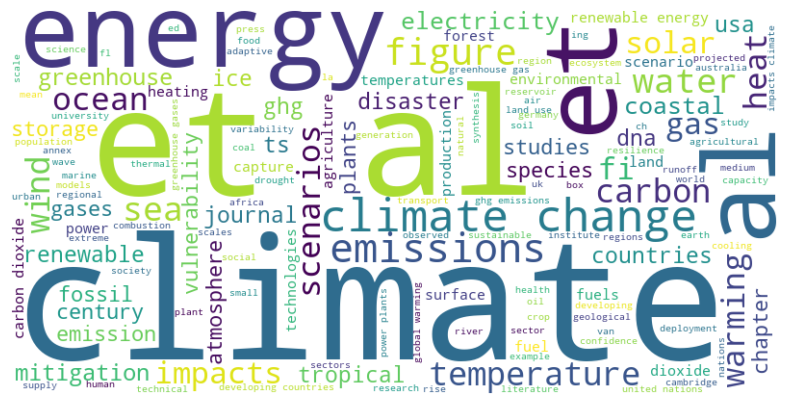 energy
et al
et
al
climate
climate change
emissions
temperature
carbon
water
figure
solar
gas
heat
electricity
renewable energy
usa
forest
scenario
projected
australia
impacts climate
science
ed
press
food
adaptive
fl
scale
greenhouse
ice
ocean
heating
ghg
mean
university
greenhouse gases
variability
coal
agriculture
storage
population
annex
wave
marine
models
thermal
drought
ts
capture
africa
scales
la
temperatures
greenhouse gas
environmental
region
ecosystem
ing
disaster
plants
production
generation
natural
synthesis
reservoir
air
land use
germany
soil
studies
species
uk
box
dna
fi
land
ch
resilience
agricultural
study
coastal
runoff
world
medium
capacity
wind
urban
regional
sea
gases
power
extreme
combustion
journal
vulnerability
scenarios
transport
ghg emissions
observed
sustainable
institute
regions
earth
cooling
countries
warming
chapter
carbon dioxide
renewable
society
fossil
century
plant
emission
atmosphere
social
small
technologies
mitigation
impacts
tropical
supply
human
technical
developing countries
sectors
power plants
research
global warming
surface
river
rise
crop
sector
health
oil
fuel
example
literature
developing
fuels
geological
van
confidence
deployment
dioxide
cambridge
united nations
nations